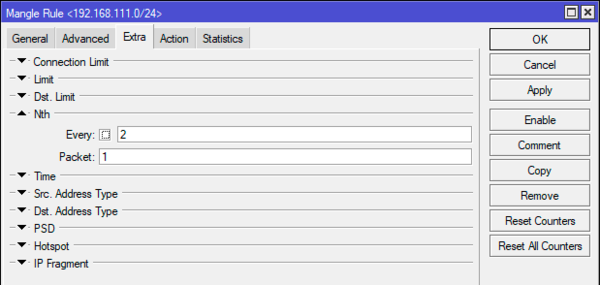 Mangle Rule <192.168.111.0/24>
General Advanced Extra Action Statistics
OK
Cancel
Apply
Enable
Comment
Copy
Remove
Reset Counters
Reset All Counters
Connection Limit
Limit
Dst. Limit
Nth
Every: 2
Packet: 1
Time
Src. Address Type
Dst. Address Type
PSD
Hotspot
IP Fragment